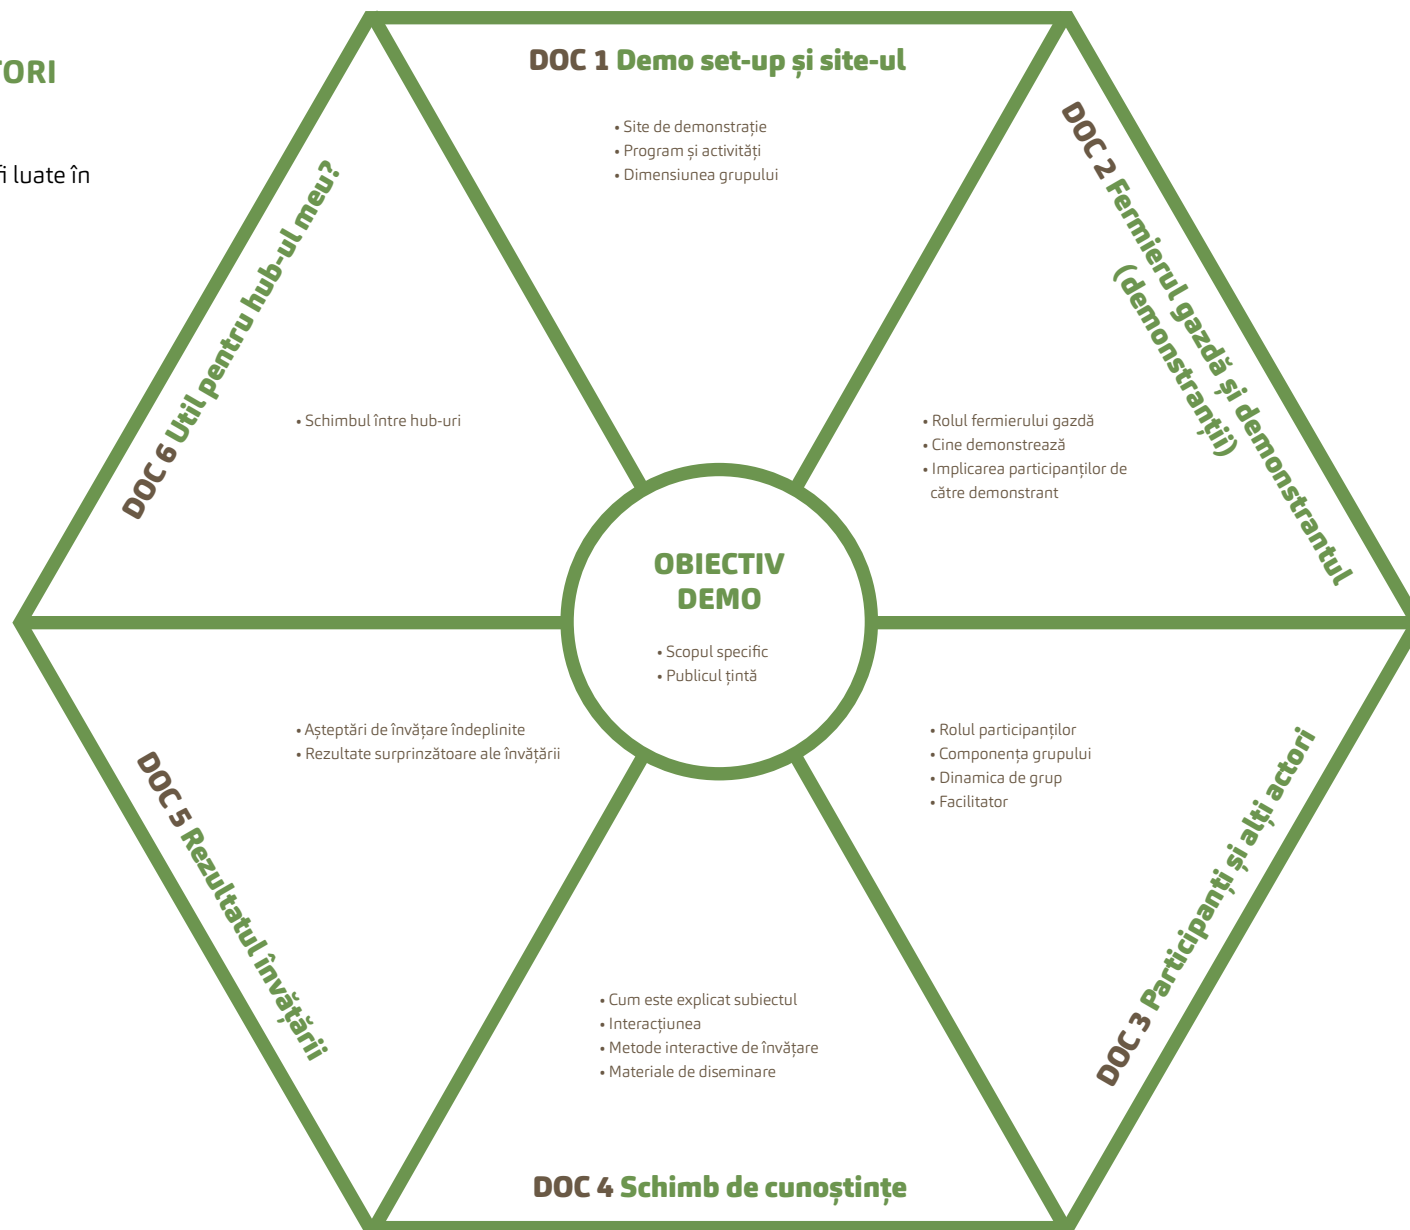 TORI
fi luate în
DOC 1 Demo set-up și site-ul
• Site de demonstrație
• Program și activități
• Dimensiunea grupului
DOC 2 Fermierul gazdă și demonstrantul
(demonstranții)
• Rolul fermierului gazdă
• Cine demonstrează
• Implicarea participanților de
către demonstrant
DOC 6 Util pentru hub-ul meu?
• Schimbul între hub-uri
OBIECTIV
DEMO
• Scopul specific
• Publicul țintă
• Rolul participanților
• Componența grupului
• Dinamica de grup
• Facilitator
DOC 3 Participanți și alți actori
• Cum este explicat subiectul
• Interacțiunea
• Metode interactive de învățare
• Materiale de diseminare
DOC 4 Schimb de cunoștințe
• Așteptări de învățare îndeplinite
• Rezultate surprinzătoare ale învățării
DOC 5 Rezultatul învățării